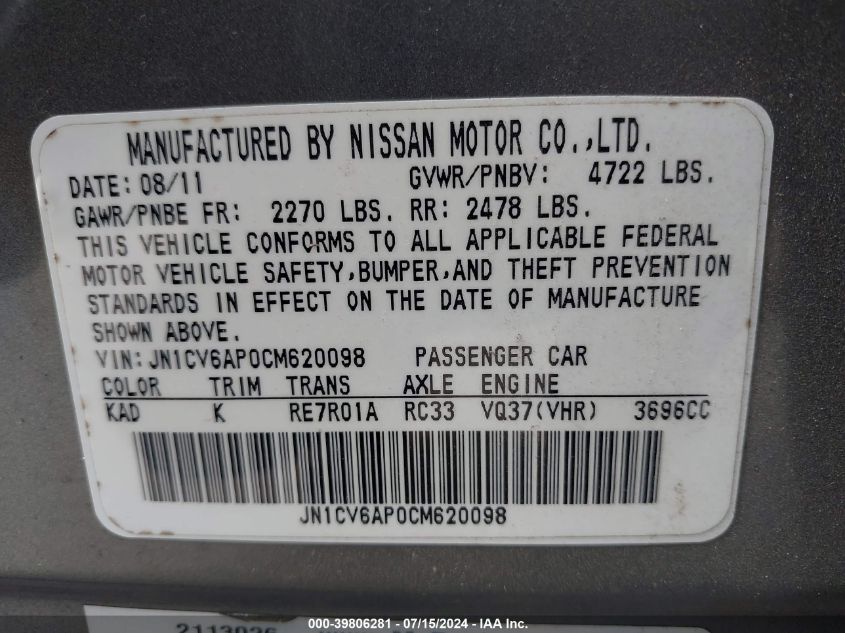 MANUFACTURED BY NISSAN MOTOR CO.,LTD.
DATE: 08/11 GVWR/PNBV: 4722 LBS.
GAWR/PNBE FR: 2270 LBS. RR: 2478 LBS.
THIS VEHICLE CONFORMS TO ALL APPLICABLE FEDERAL
MOTOR VEHICLE SAFETY,BUMPER,AND THEFT PREVENTION
STANDARDS IN EFFECT ON THE DATE OF MANUFACTURE
SHOWN ABOVE.
VIN:JN1CV6AP0CM620098 PASSENGER CAR
COLOR TRIM TRANS AXLE ENGINE
KAD K RE7R01A RC33 VQ37(VHR) 3696CC
JN1CV6AP0CM620098
000-39806281 - 07/15/2024 - IAAI.com